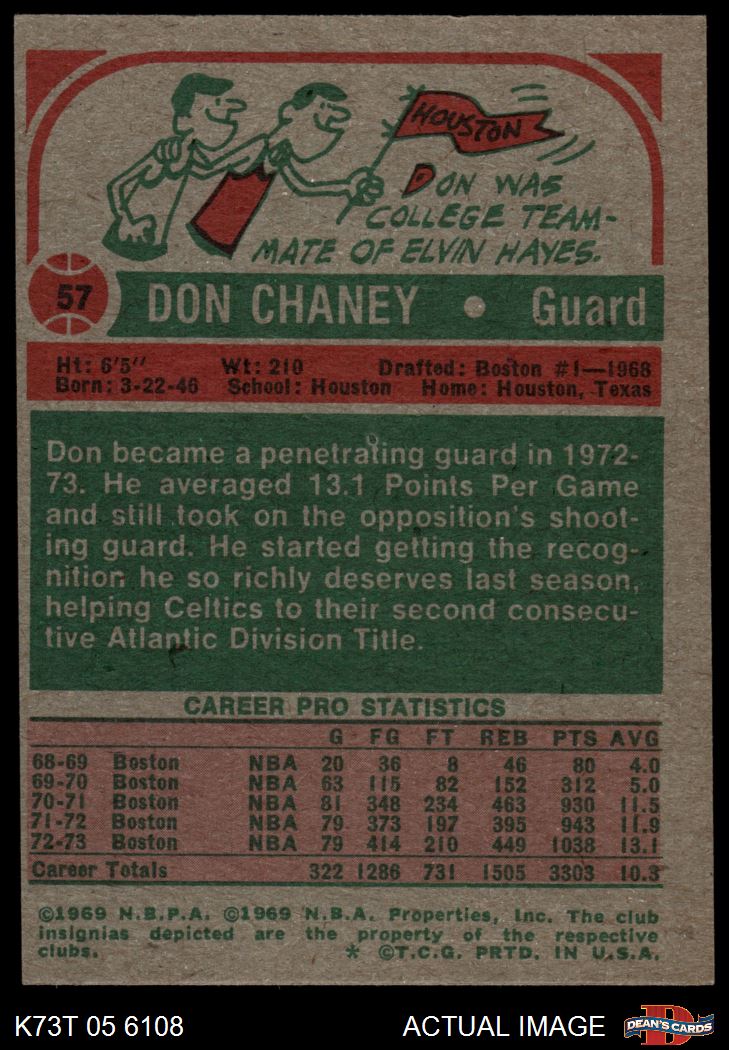 HOUSTON
DON WAS
COLLEGE TEAM-
MATE OF ELVIN HAYES.
57 DON CHANEY • Guard
Ht: 6'5" Wt: 210 Drafted: Boston #1—1968
Born: 3-22-46 School: Houston Home: Houston, Texas
Don became a penetrating guard in 1972-
73. He averaged 13.1 Points Per Game
and still took on the opposition's shoot-
ing guard. He started getting the recog-
nition he so richly deserves last season,
helping Celtics to their second consecu-
tive Atlantic Division Title.
CAREER PRO STATISTICS
G FG FT REB PTS AVG
68-69 Boston NBA 20 36 8 46 80 4.0
69-70 Boston NBA 63 115 82 152 312 5.0
70-71 Boston NBA 81 348 234 463 930 11.5
71-72 Boston NBA 79 373 197 395 943 11.9
72-73 Boston NBA 79 414 210 449 1038 13.1
Career Totals 322 1286 731 1505 3303 10.3
©1969 N.B.P.A. ©1969 N.B.A. Properties, Inc. The club
insignias depicted are the property of the respective
clubs. * ©T.C.G. PRTD. IN U.S.A.
K73T 05 6108 ACTUAL IMAGE DEAN'S CARDS